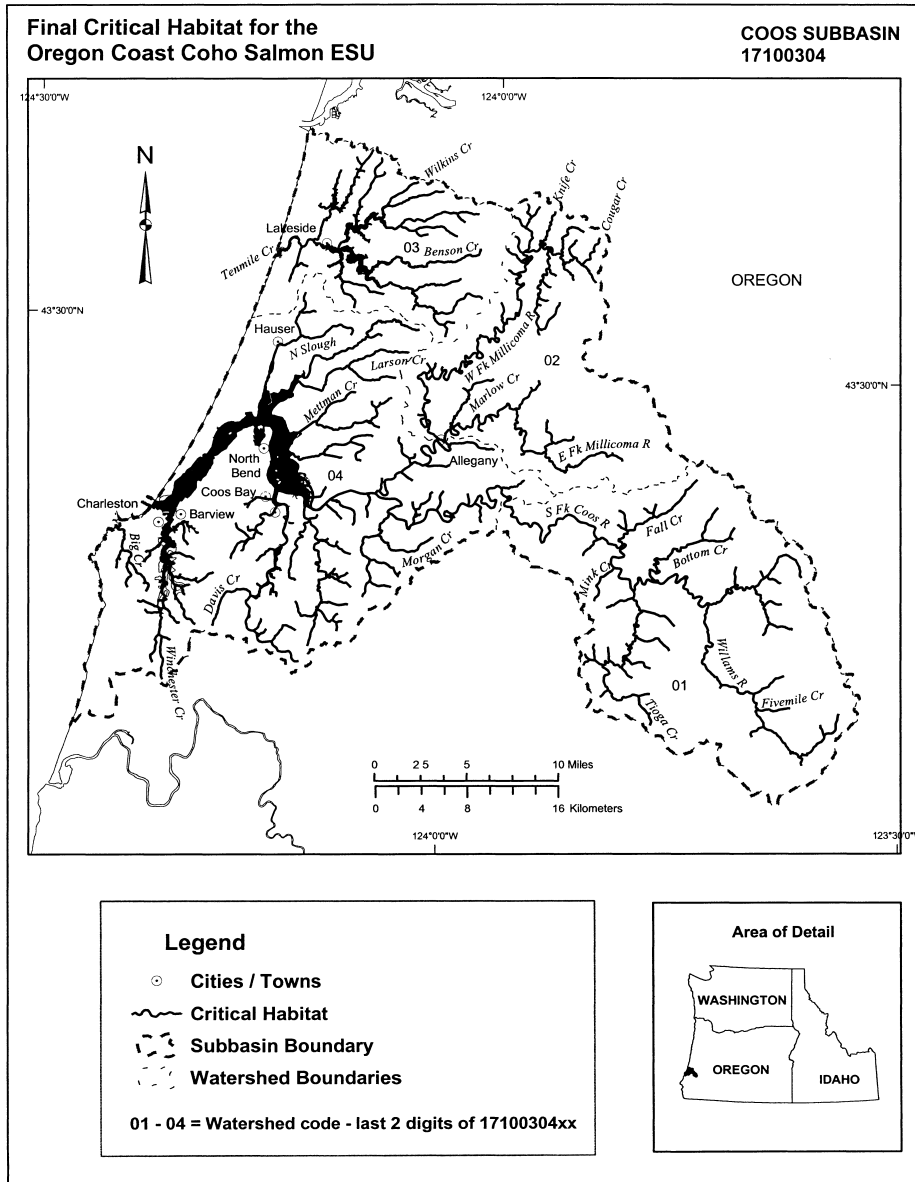 Final Critical Habitat for the
Oregon Coast Coho Salmon ESU
COOS SUBBASIN
17100304
124°30'0"W
124°0'0"W
N
Wilkins Cr
Knife Cr
Cougar Cr
Lakeside
03
Benson Cr
Tenmile Cr
OREGON
43°30'0"N
Hauser
N Slough
W Fk Millicoma R
02
Larson Cr
Marlow Cr
43°30'0"N
Mettman Cr
E Fk Millicoma R
North
Bend
Allegany
04
Coos Bay
Charleston
Barview
S Fk Coos R
Fall Cr
Big Cr
Morgan Cr
Bottom Cr
Mink Cr
Davis Cr
Winchester Cr
Willams R
01
Fivemile Cr
Tioga Cr
0 2 5 5 10 Miles
0 4 8 16 Kilometers
124°0'0"W
123°30'0"W
Legend
Cities / Towns
Critical Habitat
Subbasin Boundary
Watershed Boundaries
01 - 04 = Watershed code - last 2 digits of 17100304xx
Area of Detail
WASHINGTON
OREGON
IDAHO